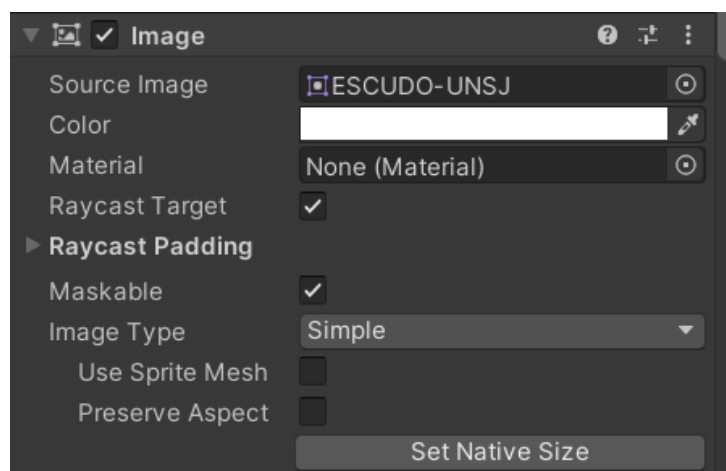 Image
Source Image ESCUDO-UNSJ
Color
Material None (Material)
Raycast Target
Raycast Padding
Maskable
Image Type Simple
Use Sprite Mesh
Preserve Aspect
Set Native Size